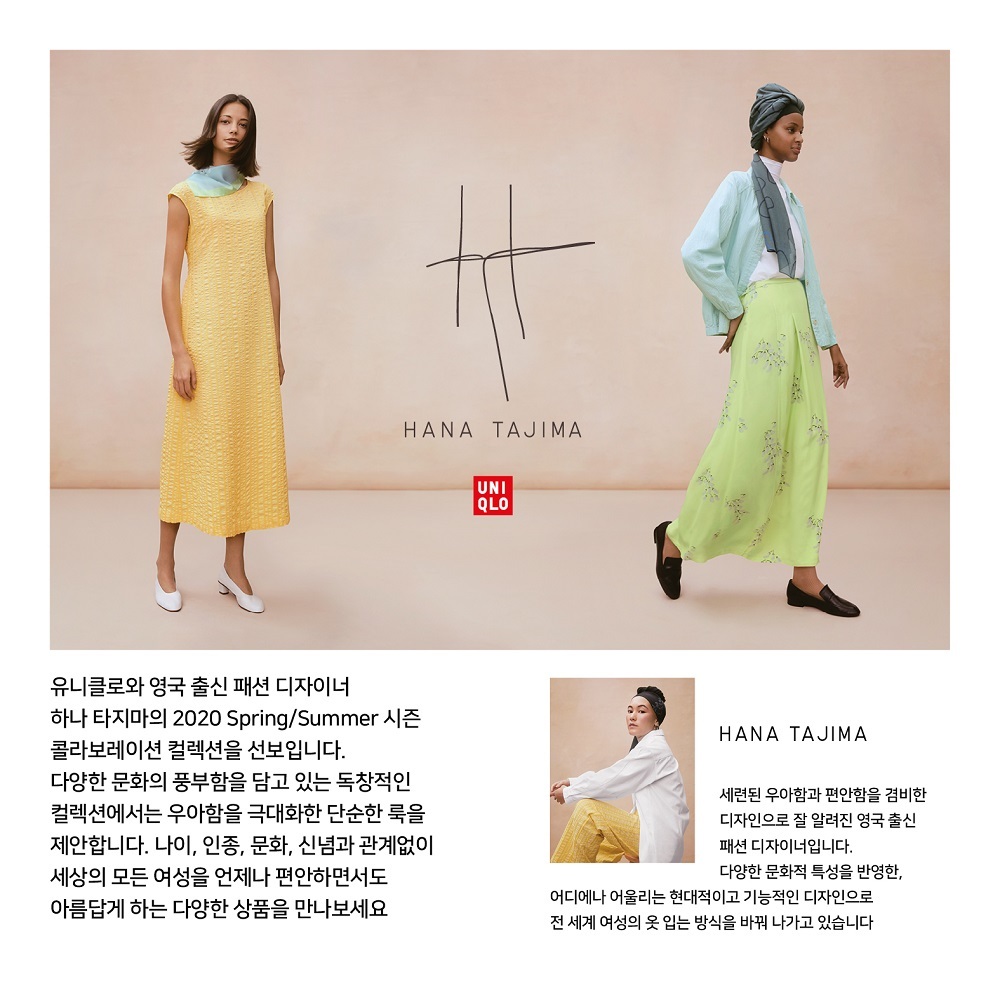 HANA TAJIMA
UNI
QLO
유니클로와 영국 출신 패션 디자이너
하나 타지마의 2020 Spring/Summer 시즌
콜라보레이션 컬렉션을 선보입니다.
다양한 문화의 풍부함을 담고 있는 독창적인
컬렉션에서는 우아함을 극대화한 단순한 룩을
제안합니다. 나이, 인종, 문화, 신념과 관계없이
세상의 모든 여성을 언제나 편안하면서도
아름답게 하는 다양한 상품을 만나보세요
HANA TAJIMA
세련된 우아함과 편안함을 겸비한
디자인으로 잘 알려진 영국 출신
패션 디자이너입니다.
다양한 문화적 특성을 반영한,
어디에나 어울리는 현대적이고 기능적인 디자인으로
전 세계 여성의 옷 입는 방식을 바꿔 나가고 있습니다